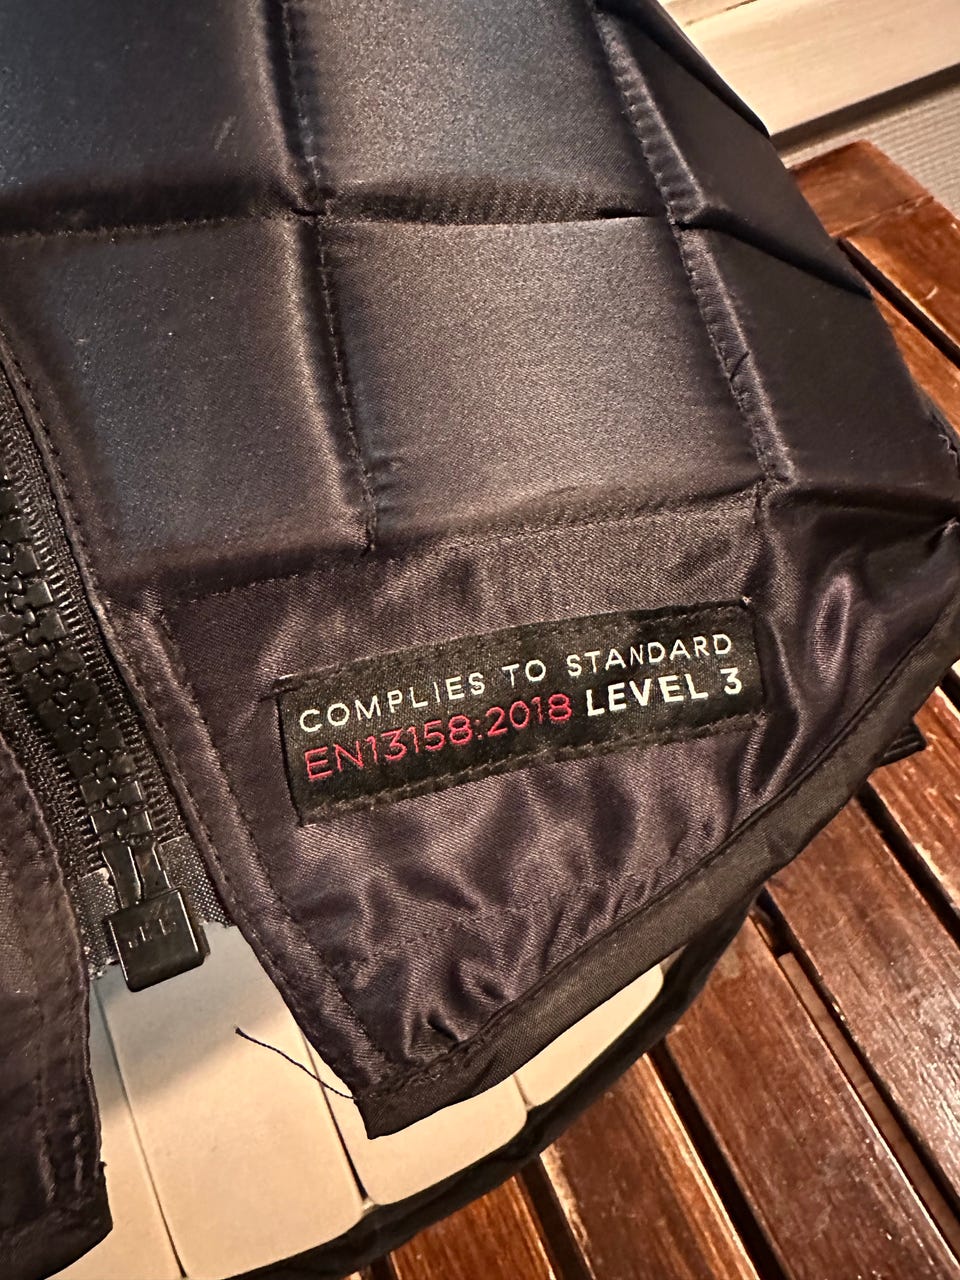 COMPLIES TO STANDARD
EN13158:2018 LEVEL 3